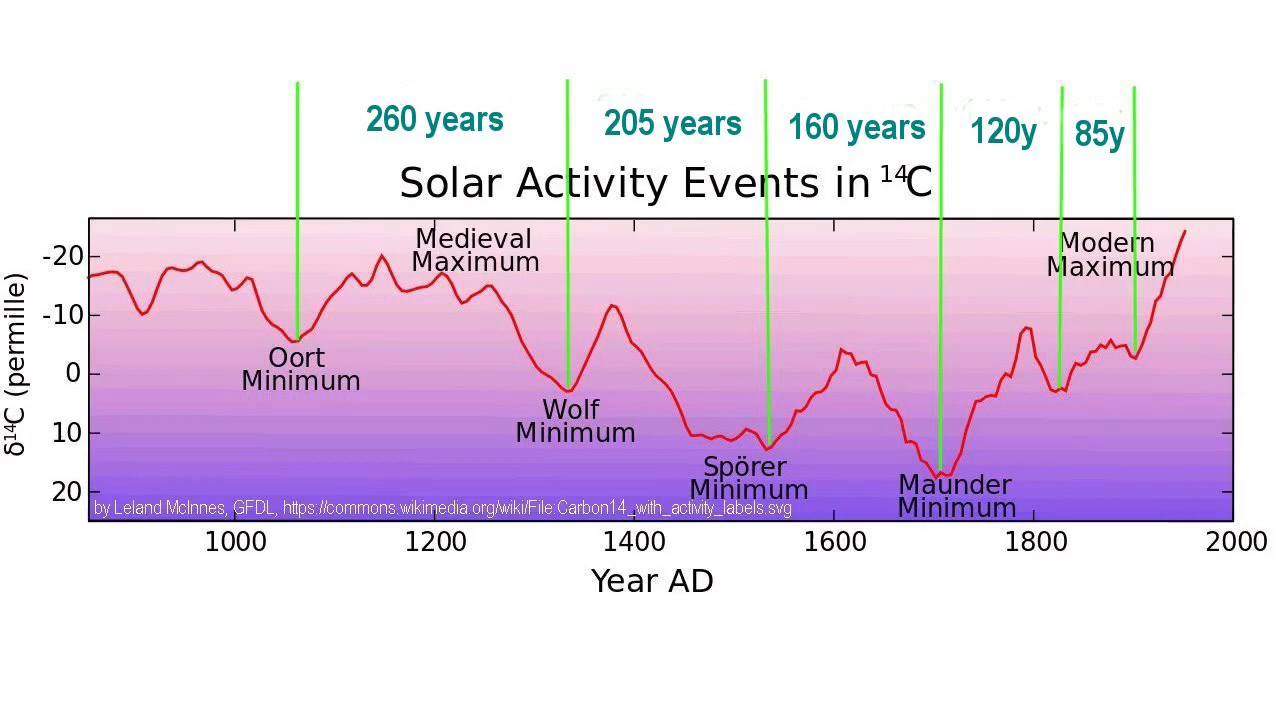 260 years
205 years
160 years
120y
85y
Solar Activity Events in ¹⁴C
Medieval
Maximum
Modern
Maximum
-20
-10
0
10
20
δ¹⁴C (permille)
Oort
Minimum
Wolf
Minimum
Spörer
Minimum
Maunder
Minimum
by Leland McInnes, GFDL, https://commons.wikimedia.org/wiki/File:Carbon14_with_activity_labels.svg
1000
1200
1400
1600
1800
2000
Year AD